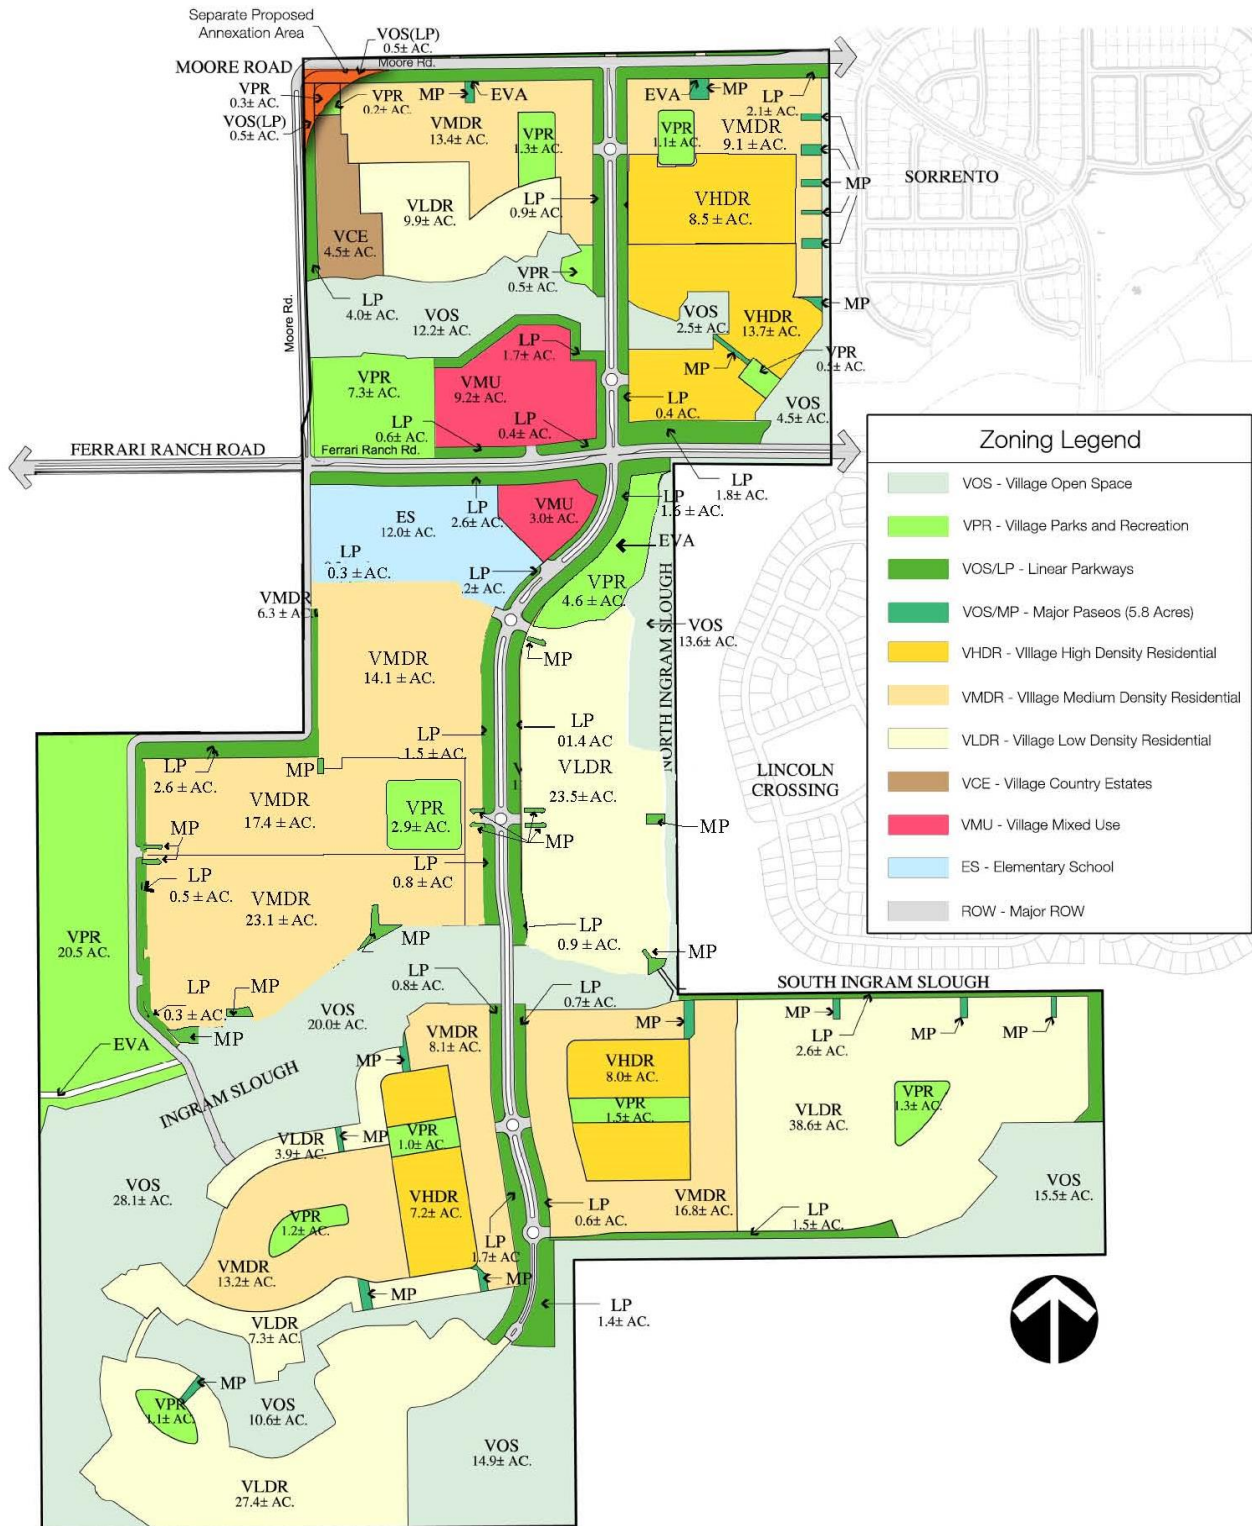 Separate Proposed
Annexation Area
VOS(LP)
0.5± AC.
MOORE ROAD
Moore Rd.
VPR
0.3± AC.
VPR
0.2± AC.
VOS(LP)
0.5± AC.
MP
EVA
VMDR
13.4± AC.
VPR
1.3± AC.
EVA
MP
LP
2.1± AC.
VPR
1.1± AC.
VMDR
9.1± AC.
MP
SORRENTO
VLDR
9.9± AC.
LP
0.9± AC.
VHDR
8.5 ± AC.
VCE
4.5± AC.
VPR
0.5± AC.
LP
4.0± AC.
Moore Rd.
VOS
12.2± AC.
VOS
2.5± AC.
VHDR
13.7± AC.
MP
LP
1.7± AC.
VPR
0.5± AC.
MP
VPR
7.3± AC.
VMU
9.2± AC.
LP
0.4 AC.
VOS
4.5± AC.
LP
0.6± AC.
LP
0.4± AC.
FERRARI RANCH ROAD
Ferrari Ranch Rd.
LP
1.8± AC.
Zoning Legend
VOS - Village Open Space
VPR - Village Parks and Recreation
VOS/LP - Linear Parkways
VOS/MP - Major Paseos (5.8 Acres)
VHDR - VIllage High Density Residential
VMDR - VIllage Medium Density Residential
VLDR - Village Low Density Residential
VCE - Village Country Estates
VMU - Village Mixed Use
ES - Elementary School
ROW - Major ROW
ES
12.0± AC.
LP
2.6± AC.
VMU
3.0± AC.
LP
1.6 ± AC.
EVA
LP
0.3 ± AC.
LP
.2± AC.
VPR
4.6± AC.
NORTH INGRAM SLOUGH
VMDR
6.3 ± AC.
VOS
13.6± AC.
VMDR
14.1 ± AC.
MP
LP
1.5 ± AC
LP
01.4 AC
VLDR
23.5± AC.
LINCOLN
CROSSING
LP
2.6 ± AC.
MP
VMDR
17.4 ± AC.
VPR
2.9± AC.
MP
MP
MP
LP
0.5 ± AC.
LP
0.8 ± AC
VMDR
23.1 ± AC.
VPR
20.5 AC.
MP
LP
0.9 ± AC.
MP
LP
0.8± AC.
LP
0.7± AC.
SOUTH INGRAM SLOUGH
LP
0.3 ± AC.
MP
MP
VOS
20.0± AC.
EVA
INGRAM SLOUGH
VMDR
8.1± AC.
MP
MP
MP
LP
2.6± AC.
MP
MP
VHDR
8.0± AC.
VPR
1.5± AC.
VPR
1.3± AC.
VLDR
38.6± AC.
VLDR
3.9± AC.
MP
VPR
1.0± AC.
VOS
28.1± AC.
VHDR
7.2± AC.
VOS
15.5± AC.
VPR
1.2± AC.
LP
1.7± AC
LP
0.6± AC.
VMDR
16.8± AC.
LP
1.5± AC.
VMDR
13.2± AC.
MP
MP
LP
1.4± AC.
VLDR
7.3± AC.
MP
VPR
1.1± AC.
VOS
10.6± AC.
VOS
14.9± AC.
VLDR
27.4± AC.